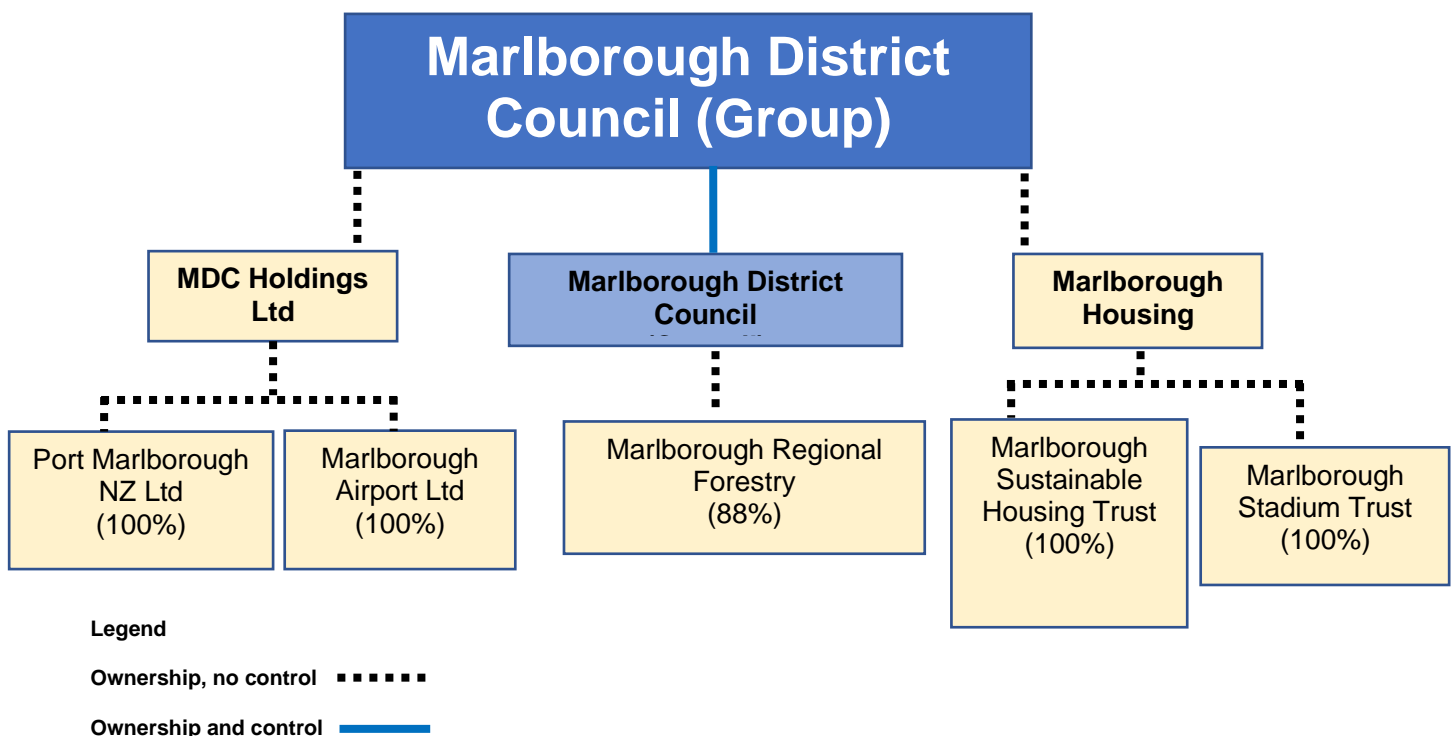 Marlborough District
Council (Group)
MDC Holdings
Ltd
Marlborough District
Council
Marlborough
Housing
Port Marlborough
NZ Ltd
(100%)
Marlborough
Airport Ltd
(100%)
Marlborough Regional
Forestry
(88%)
Marlborough
Sustainable
Housing Trust
(100%)
Marlborough
Stadium Trust
(100%)
Legend
Ownership, no control
Ownership and control